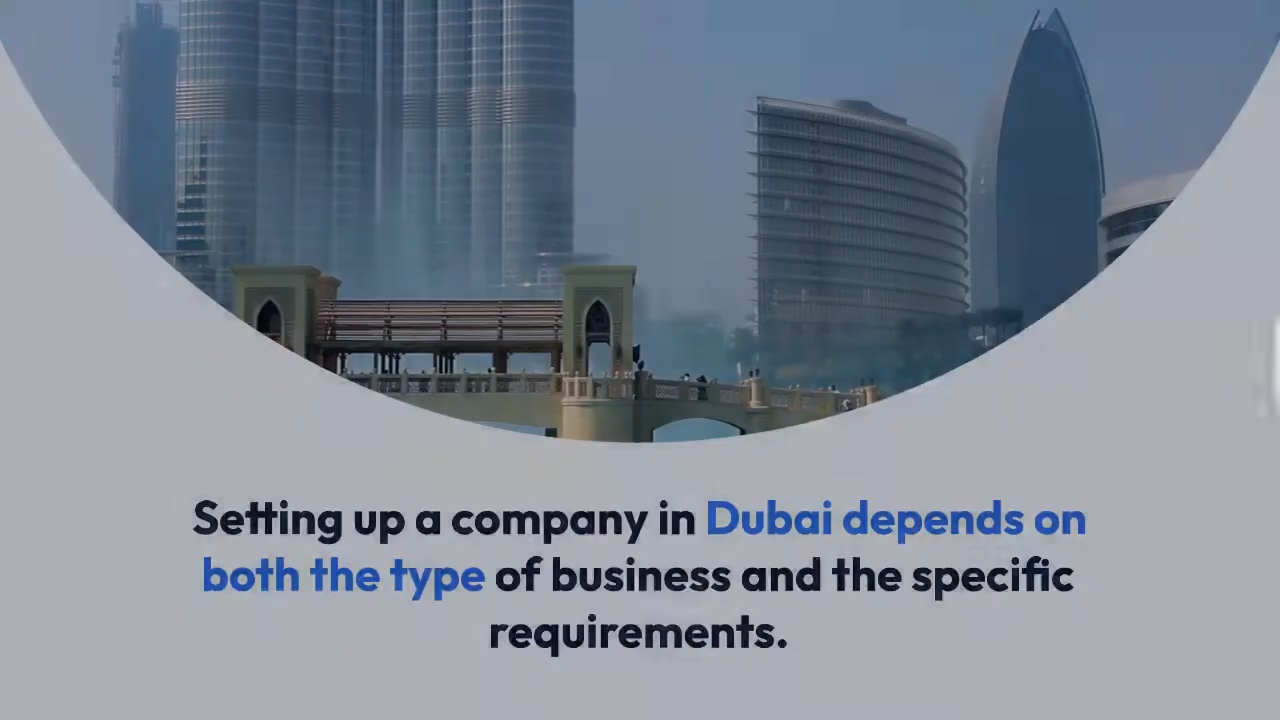 Setting up a company in Dubai depends on
both the type of business and the specific
requirements.